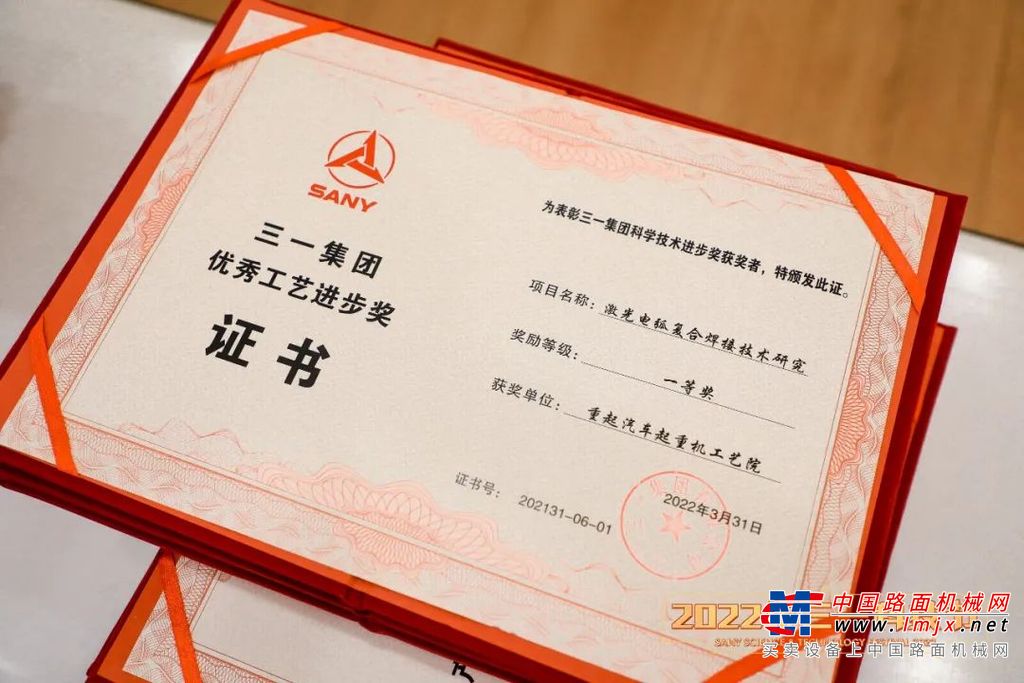 SANY
三一集团
优秀工艺进步奖
证书
为表彰三一集团科学技术进步奖获奖者，特颁发此证。
项目名称：激光电弧复合焊接技术研究
奖励等级：一等奖
获奖单位：重起汽车起重机工艺院
证书号：202131-06-01
2022年3月31日
2022
SANY SCIENCE & TECHNOLOGY
中国路面机械网
www.lmjx.net
买卖设备上中国路面机械网